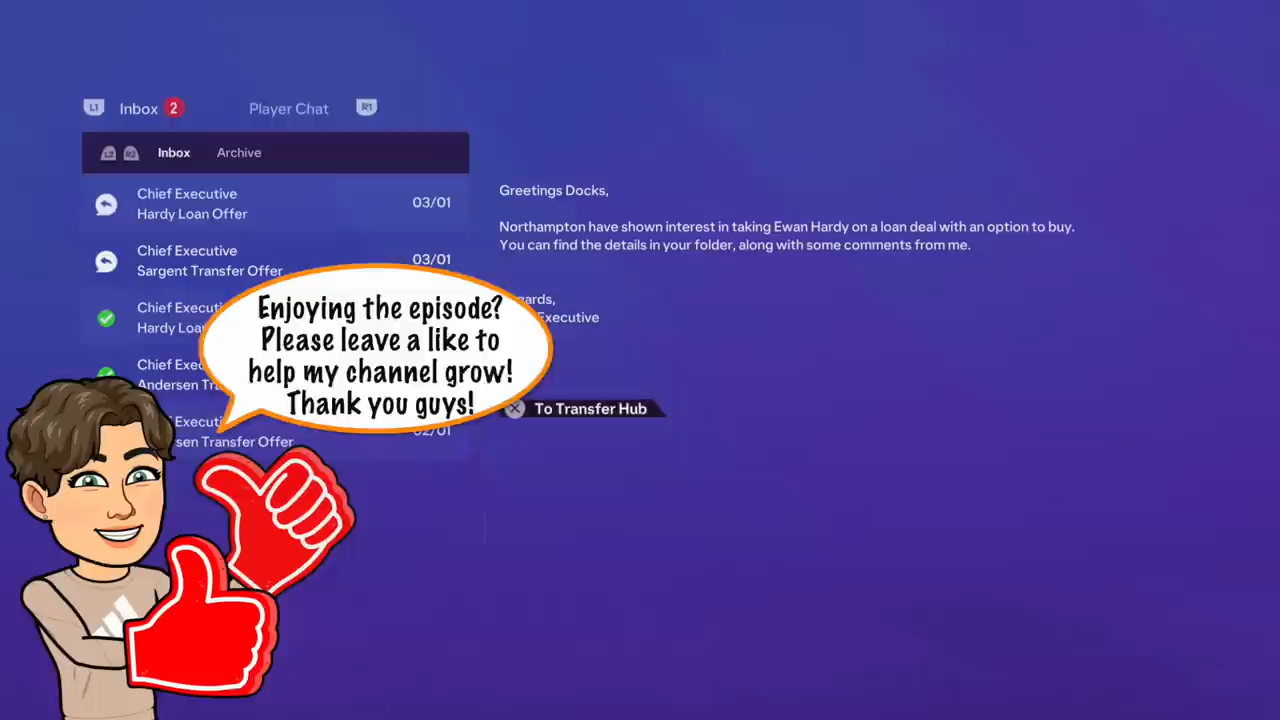 L1 Inbox 2 Player Chat R1
L2 R2 Inbox Archive
Chief Executive
Hardy Loan Offer 03/01
Chief Executive
Sargent Transfer Offer 03/01
Chief Executi
Hardy Loa
Chief Exec
Andersen Tr
Executive
sen Transfer Offer 02/01
Greetings Docks,
Northampton have shown interest in taking Ewan Hardy on a loan deal with an option to buy.
You can find the details in your folder, along with some comments from me.
ards,
Executive
To Transfer Hub
Enjoying the episode?
Please leave a like to
help my channel grow!
Thank you guys!